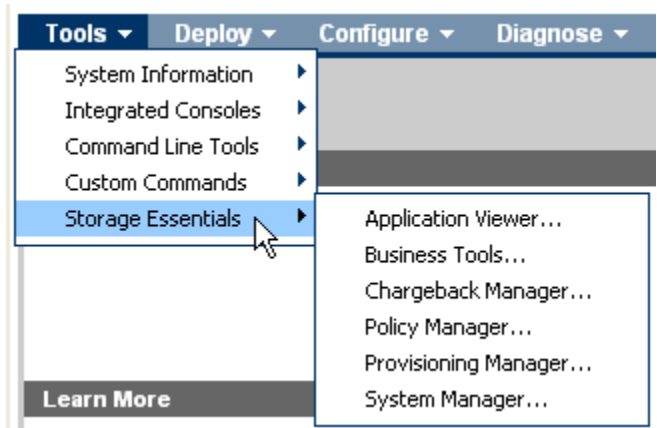 Tools Deploy Configure Diagnose
System Information
Integrated Consoles
Command Line Tools
Custom Commands
Storage Essentials
Application Viewer...
Business Tools...
Chargeback Manager...
Policy Manager...
Provisioning Manager...
System Manager...
Learn More